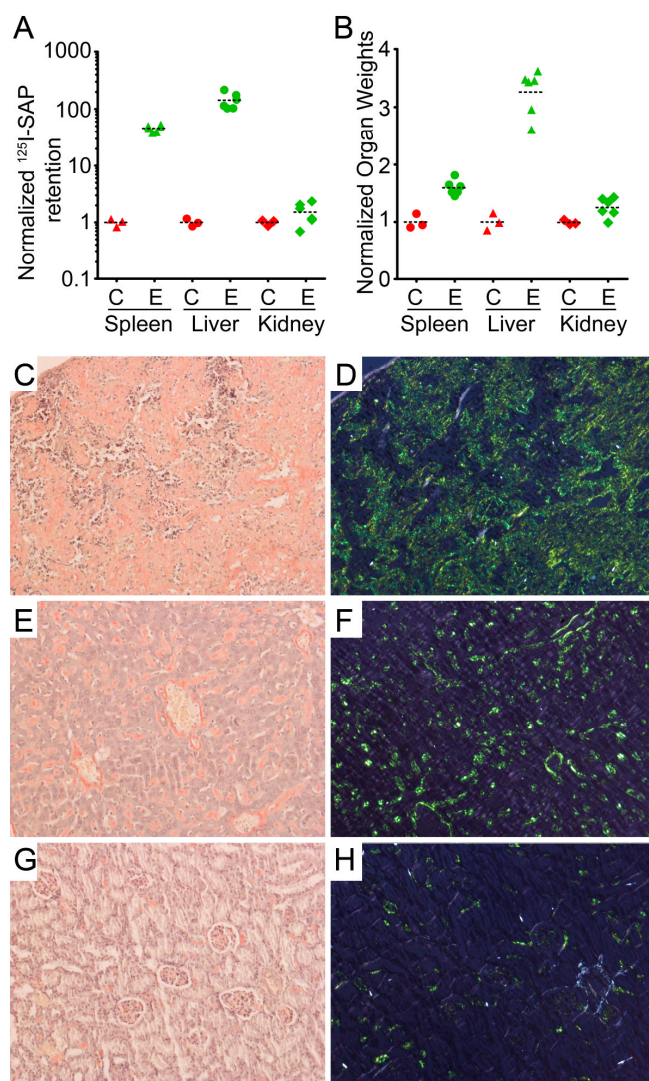 A
Normalized ¹²⁵I-SAP
retention
1000
100
10
1
0.1
C E C E C E
Spleen Liver Kidney
B
Normalized Organ Weights
4
3
2
1
0
C E C E C E
Spleen Liver Kidney
C
D
E
F
G
H